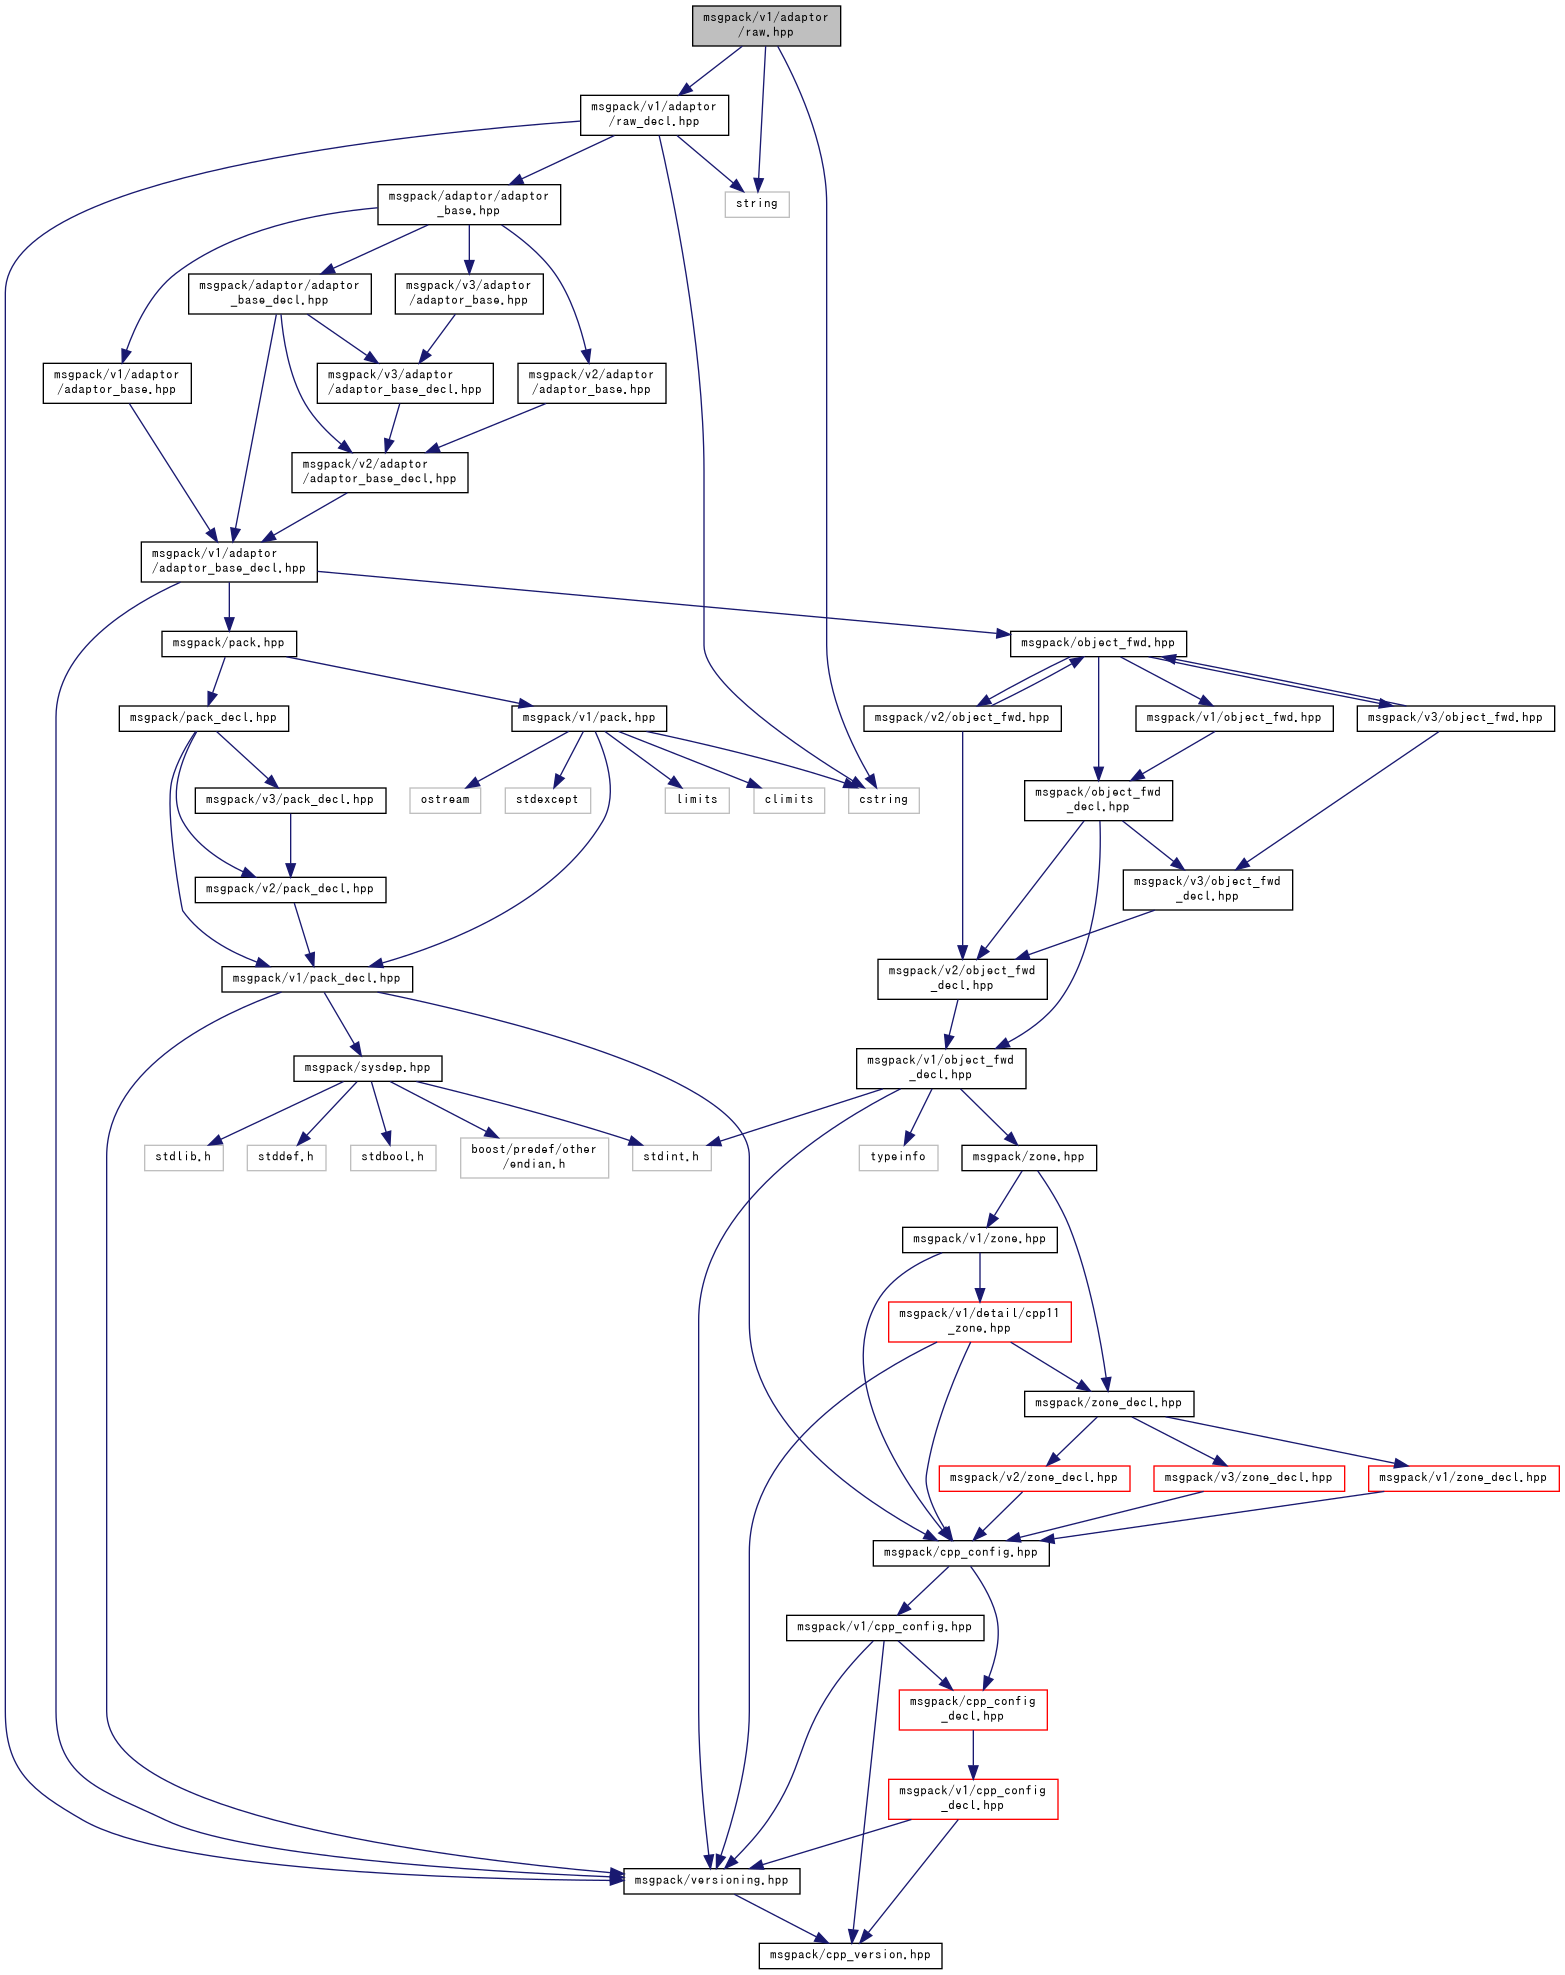 msgpack/v1/adaptor
/raw.hpp
msgpack/v1/adaptor
/raw_decl.hpp
msgpack/adaptor/adaptor
_base.hpp
string
msgpack/adaptor/adaptor
_base_decl.hpp
msgpack/v3/adaptor
/adaptor_base.hpp
msgpack/v1/adaptor
/adaptor_base.hpp
msgpack/v3/adaptor
/adaptor_base_decl.hpp
msgpack/v2/adaptor
/adaptor_base.hpp
msgpack/v2/adaptor
/adaptor_base_decl.hpp
msgpack/v1/adaptor
/adaptor_base_decl.hpp
msgpack/pack.hpp
msgpack/object_fwd.hpp
msgpack/pack_decl.hpp
msgpack/v1/pack.hpp
msgpack/v2/object_fwd.hpp
msgpack/v1/object_fwd.hpp
msgpack/v3/object_fwd.hpp
msgpack/v3/pack_decl.hpp
ostream
stdexcept
limits
climits
cstring
msgpack/object_fwd
_decl.hpp
msgpack/v2/pack_decl.hpp
msgpack/v3/object_fwd
_decl.hpp
msgpack/v1/pack_decl.hpp
msgpack/v2/object_fwd
_decl.hpp
msgpack/sysdep.hpp
msgpack/v1/object_fwd
_decl.hpp
stdlib.h
stddef.h
stdbool.h
boost/predef/other
/endian.h
stdint.h
typeinfo
msgpack/zone.hpp
msgpack/v1/zone.hpp
msgpack/v1/detail/cpp11
_zone.hpp
msgpack/zone_decl.hpp
msgpack/v2/zone_decl.hpp
msgpack/v3/zone_decl.hpp
msgpack/v1/zone_decl.hpp
msgpack/cpp_config.hpp
msgpack/v1/cpp_config.hpp
msgpack/cpp_config
_decl.hpp
msgpack/v1/cpp_config
_decl.hpp
msgpack/versioning.hpp
msgpack/cpp_version.hpp